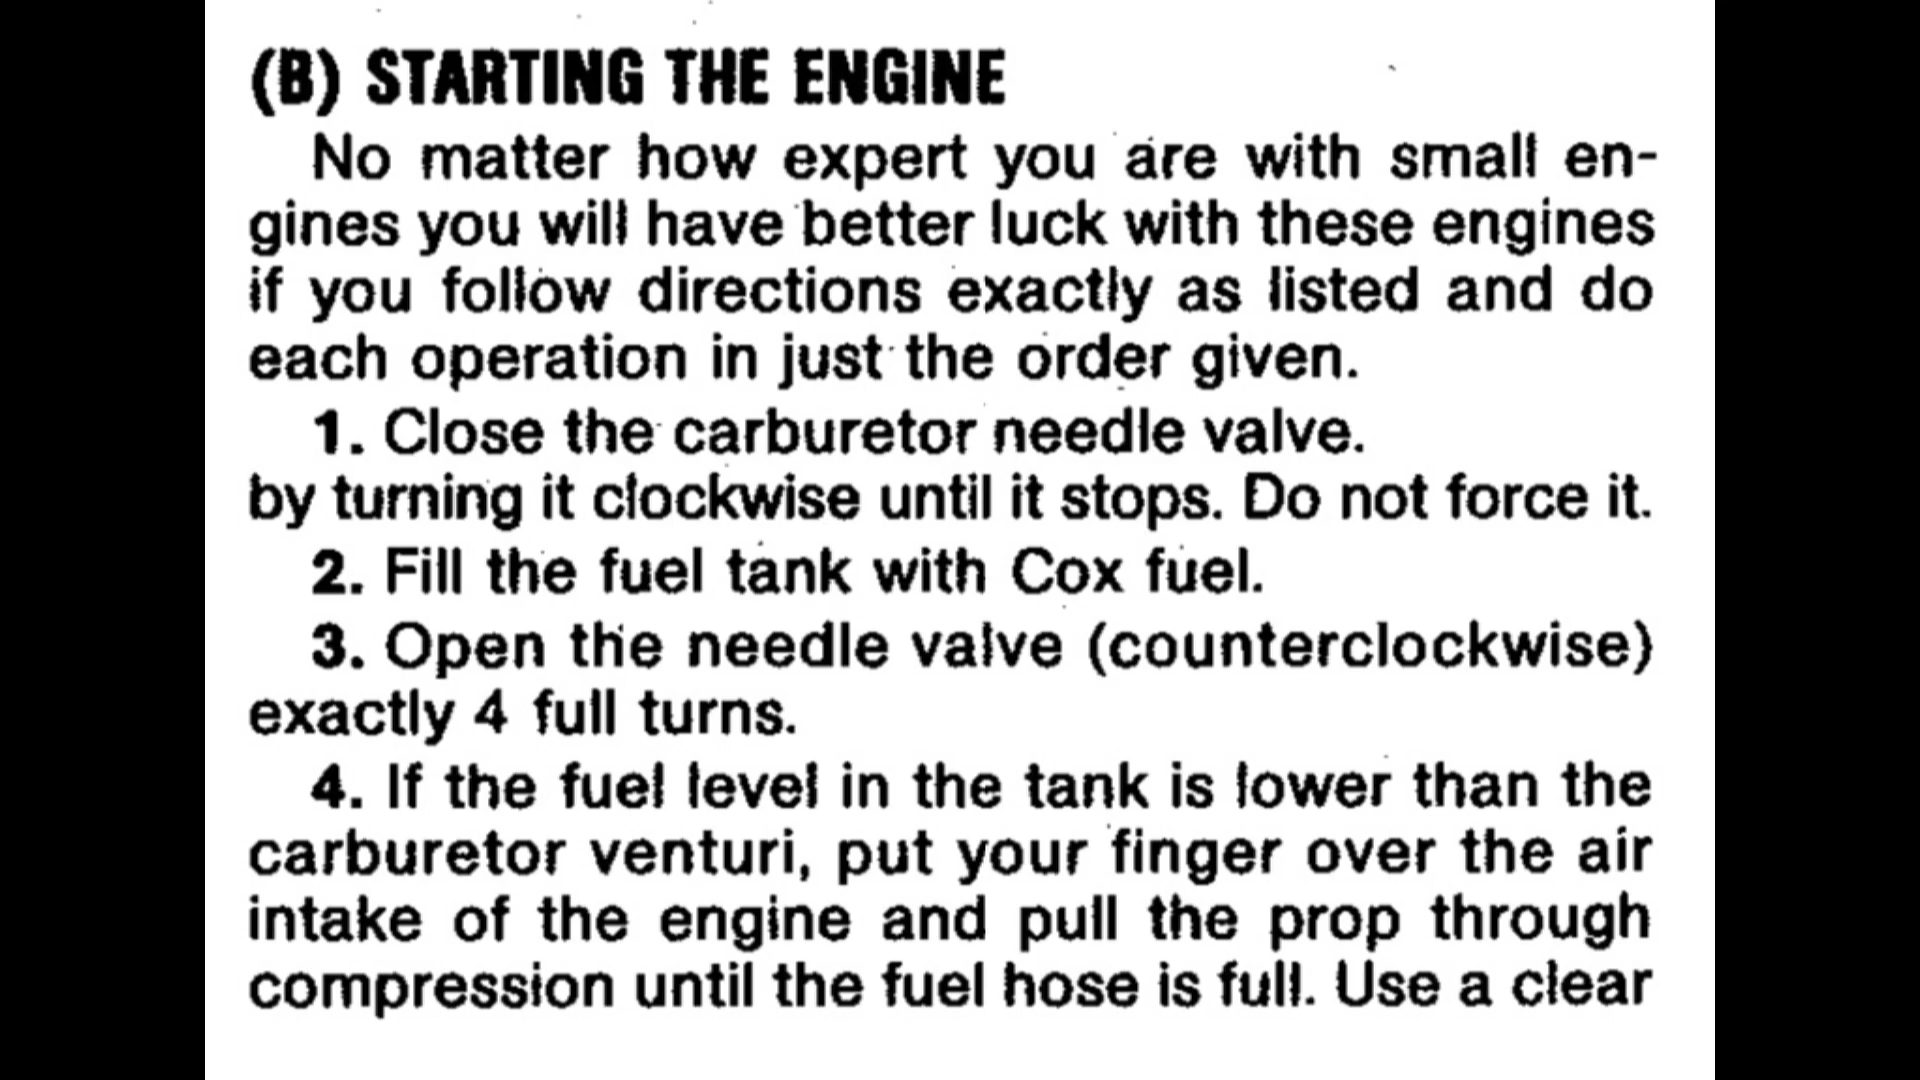 (B) STARTING THE ENGINE
No matter how expert you are with small en-
gines you will have better luck with these engines
if you follow directions exactly as listed and do
each operation in just the order given.
1. Close the carburetor needle valve.
by turning it clockwise until it stops. Do not force it.
2. Fill the fuel tank with Cox fuel.
3. Open the needle valve (counterclockwise)
exactly 4 full turns.
4. If the fuel level in the tank is lower than the
carburetor venturi, put your finger over the air
intake of the engine and pull the prop through
compression until the fuel hose is full. Use a clear